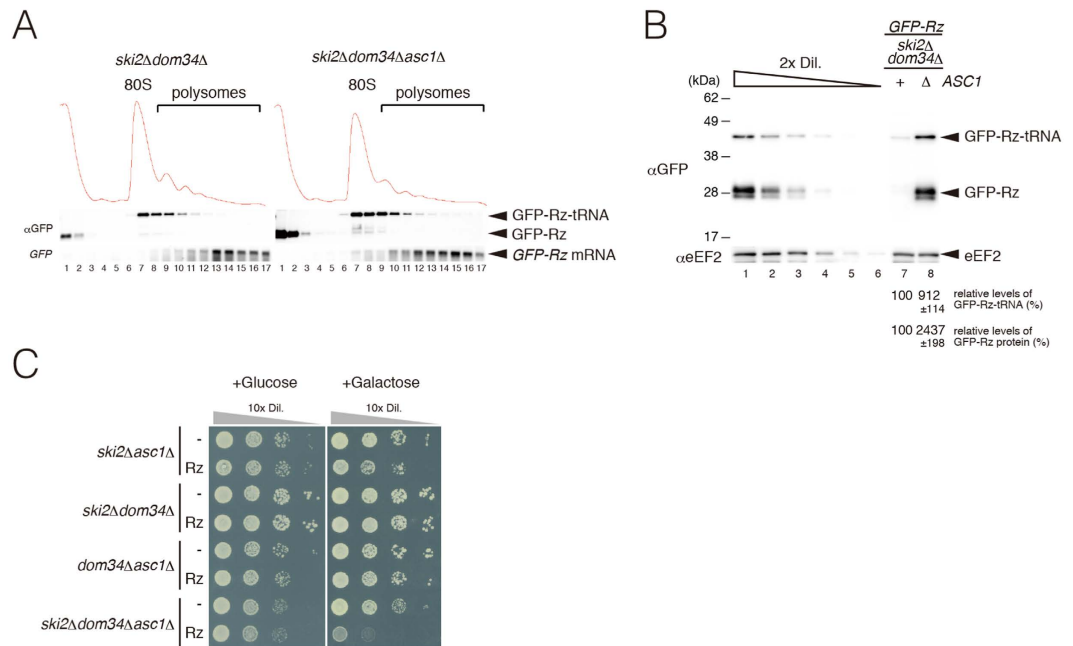 A
ski2Δdom34Δ
ski2Δdom34Δasc1Δ
80S
polysomes
80S
polysomes
αGFP
GFP-Rz-tRNA
GFP-Rz
GFP
GFP-Rz mRNA
1 2 3 4 5 6 7 8 9 10 11 12 13 14 15 16 17
1 2 3 4 5 6 7 8 9 10 11 12 13 14 15 16 17
B
GFP-Rz
ski2Δ
dom34Δ
2x Dil.
(kDa)
+ Δ ASC1
62
49
38
28
17
αGFP
GFP-Rz-tRNA
GFP-Rz
αeEF2
eEF2
1 2 3 4 5 6 7 8
100 912 relative levels of
±114 GFP-Rz-tRNA (%)
100 2437 relative levels of
±198 GFP-Rz protein (%)
C
+Glucose
+Galactose
10x Dil.
10x Dil.
ski2Δasc1Δ
-
Rz
ski2Δdom34Δ
-
Rz
dom34Δasc1Δ
-
Rz
ski2Δdom34Δasc1Δ
-
Rz